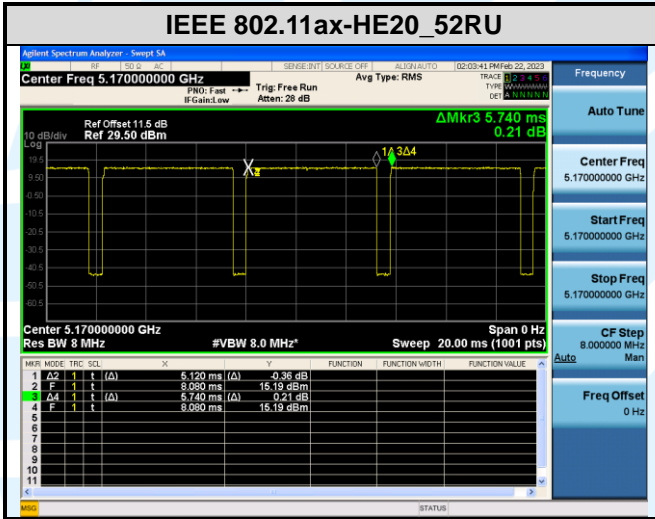 IEEE 802.11ax-HE20_52RU
Agilent Spectrum Analyzer - Swept SA
RF 50 Ω AC SENSE:INT SOURCE OFF ALIGN AUTO 02:03:41 PM Feb 22, 2023
Center Freq 5.170000000 GHz
PNO: Fast Trig: Free Run Avg Type: RMS
IFGain:Low Atten: 28 dB
TRACE 1 2 3 4 5 6
TYPE
DET A N N N N N
Frequency
Ref Offset 11.5 dB
10 dB/div Ref 29.50 dBm
ΔMkr3 5.740 ms
0.21 dB
Log
19.5
9.50
-0.50
-10.5
-20.5
-30.5
-40.5
-50.5
-60.5
3Δ4
Center 5.170000000 GHz Span 0 Hz
Res BW 8 MHz #VBW 8.0 MHz* Sweep 20.00 ms (1001 pts)
MKR MODE TRC SCL X Y FUNCTION FUNCTION WIDTH FUNCTION VALUE
1 Δ2 1 t (Δ) 5.120 ms (Δ) -0.36 dB
2 F 1 t 8.080 ms 15.19 dBm
3 Δ4 1 t (Δ) 5.740 ms (Δ) 0.21 dB
4 F 1 t 8.080 ms 15.19 dBm
5
6
7
8
9
10
11
MSG STATUS
Auto Tune
Center Freq
5.170000000 GHz
Start Freq
5.170000000 GHz
Stop Freq
5.170000000 GHz
CF Step
8.000000 MHz
Auto Man
Freq Offset
0 Hz